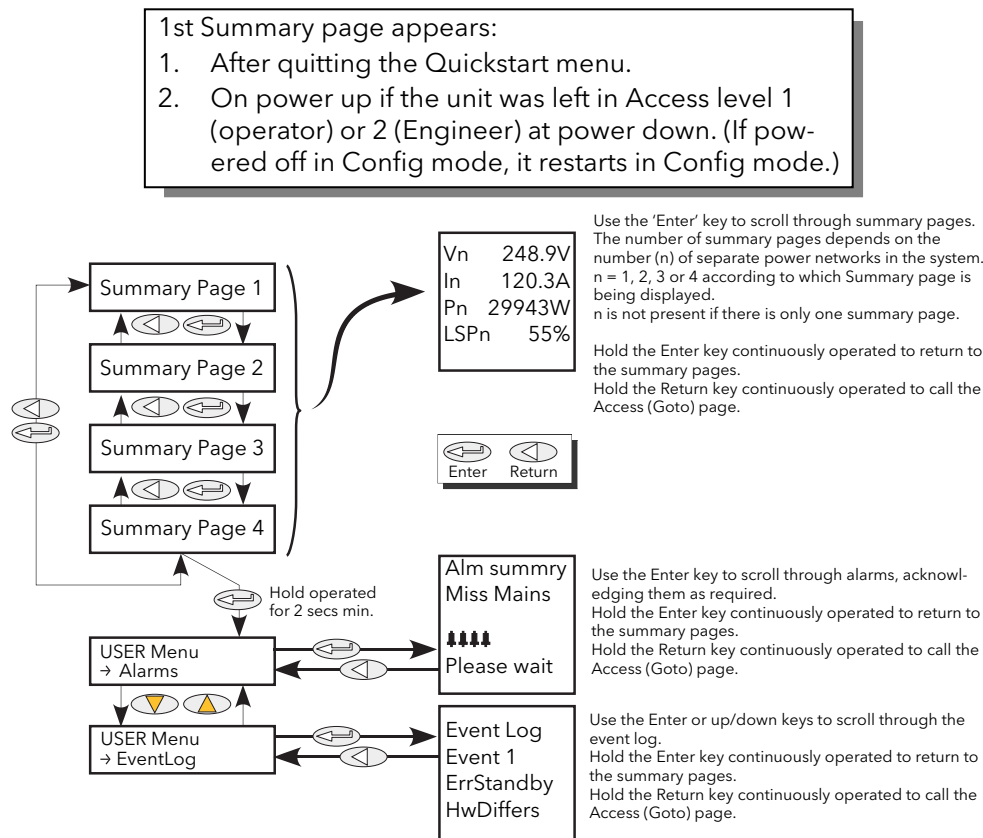 1st Summary page appears:
1. After quitting the Quickstart menu.
2. On power up if the unit was left in Access level 1
(operator) or 2 (Engineer) at power down. (If pow-
ered off in Config mode, it restarts in Config mode.)
Summary Page 1
Summary Page 2
Summary Page 3
Summary Page 4
Vn 248.9V
In 120.3A
Pn 29943W
LSPn 55%
Use the ‘Enter’ key to scroll through summary pages.
The number of summary pages depends on the
number (n) of separate power networks in the system.
n = 1, 2, 3 or 4 according to which Summary page is
being displayed.
n is not present if there is only one summary page.
Hold the Enter key continuously operated to return to
the summary pages.
Hold the Return key continuously operated to call the
Access (Goto) page.
Enter Return
Hold operated
for 2 secs min.
USER Menu
→ Alarms
Alm summry
Miss Mains
Please wait
Use the Enter key to scroll through alarms, acknowl-
edging them as required.
Hold the Enter key continuously operated to return to
the summary pages.
Hold the Return key continuously operated to call the
Access (Goto) page.
USER Menu
→ EventLog
Event Log
Event 1
ErrStandby
HwDiffers
Use the Enter or up/down keys to scroll through the
event log.
Hold the Enter key continuously operated to return to
the summary pages.
Hold the Return key continuously operated to call the
Access (Goto) page.